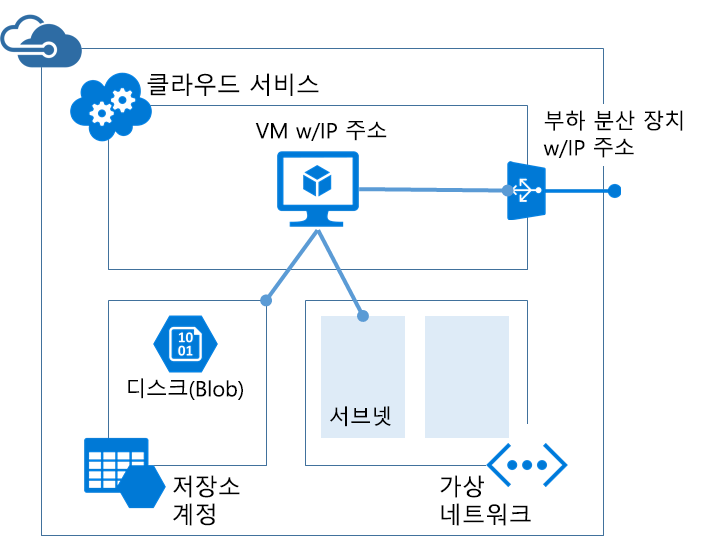 클라우드 서비스
VM w/IP 주소
부하 분산 장치
w/IP 주소
10
01
디스크(Blob)
서브넷
저장소
계정
가상
네트워크